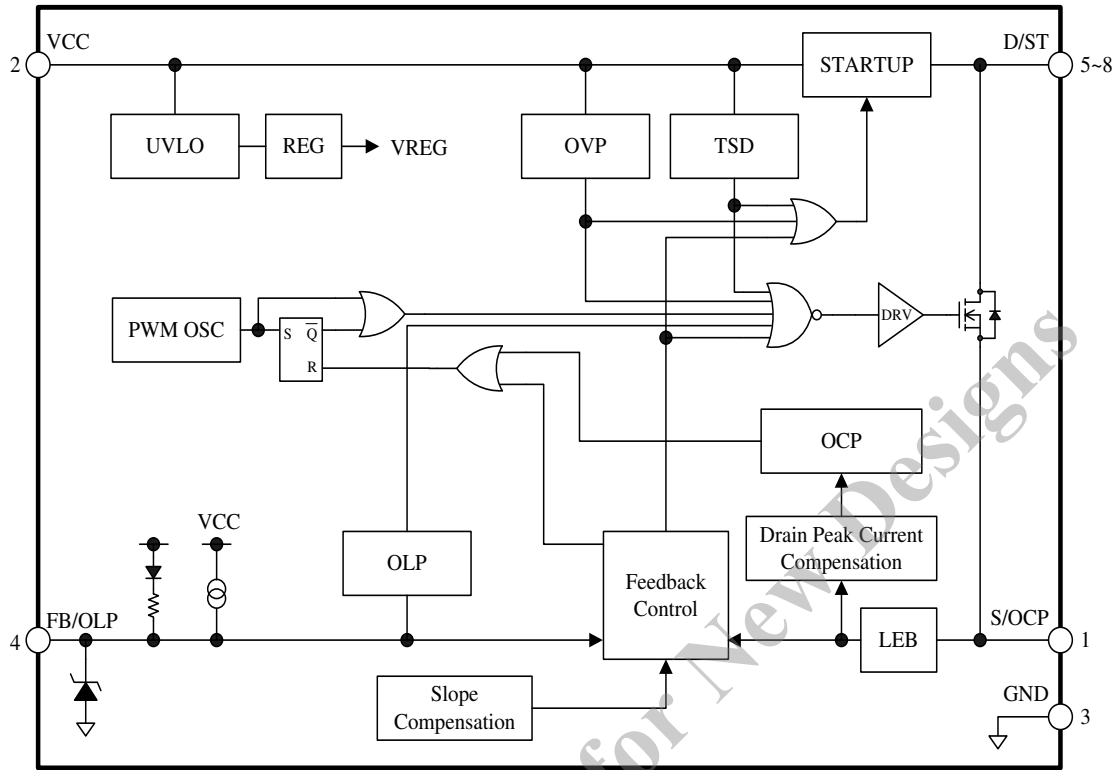 VCC
D/ST
2
5~8
STARTUP
UVLO
REG
VREG
OVP
TSD
PWM OSC
S
Q
R
DRV
OCP
VCC
OLP
Feedback
Control
Drain Peak Current
Compensation
FB/OLP
4
LEB
S/OCP
1
Slope
Compensation
GND
3
for New Designs